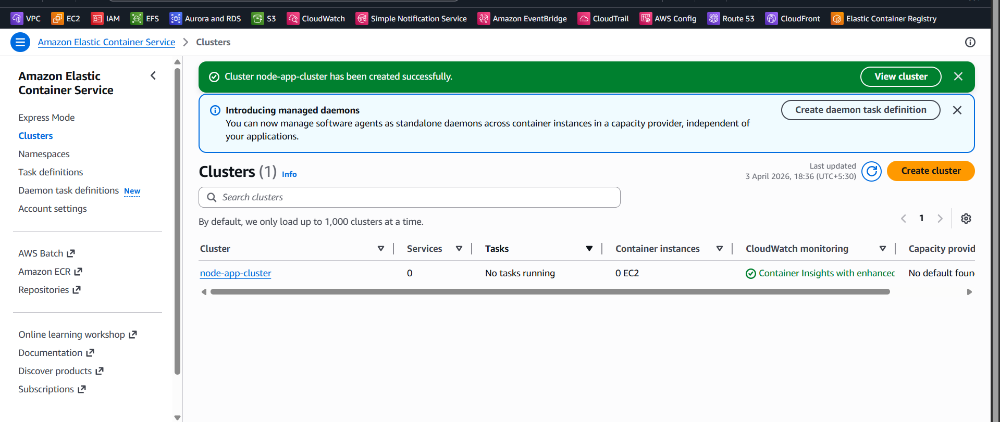 VPC EC2 IAM EFS Aurora and RDS S3 CloudWatch Simple Notification Service Amazon EventBridge CloudTrail AWS Config Route 53 CloudFront Elastic Container Registry
Amazon Elastic Container Service > Clusters
Amazon Elastic
Container Service
Express Mode
Clusters
Namespaces
Task definitions
Daemon task definitions New
Account settings
AWS Batch
Amazon ECR
Repositories
Online learning workshop
Documentation
Discover products
Subscriptions
Cluster node-app-cluster has been created successfully.
View cluster
Introducing managed daemons
You can now manage software agents as standalone daemons across container instances in a capacity provider, independent of
your applications.
Create daemon task definition
Clusters (1) Info
Last updated
3 April 2026, 18:36 (UTC+5:30)
Create cluster
Search clusters
By default, we only load up to 1,000 clusters at a time.
1
Cluster Services Tasks Container instances CloudWatch monitoring Capacity provid
node-app-cluster 0 No tasks running 0 EC2 Container Insights with enhanced No default foun